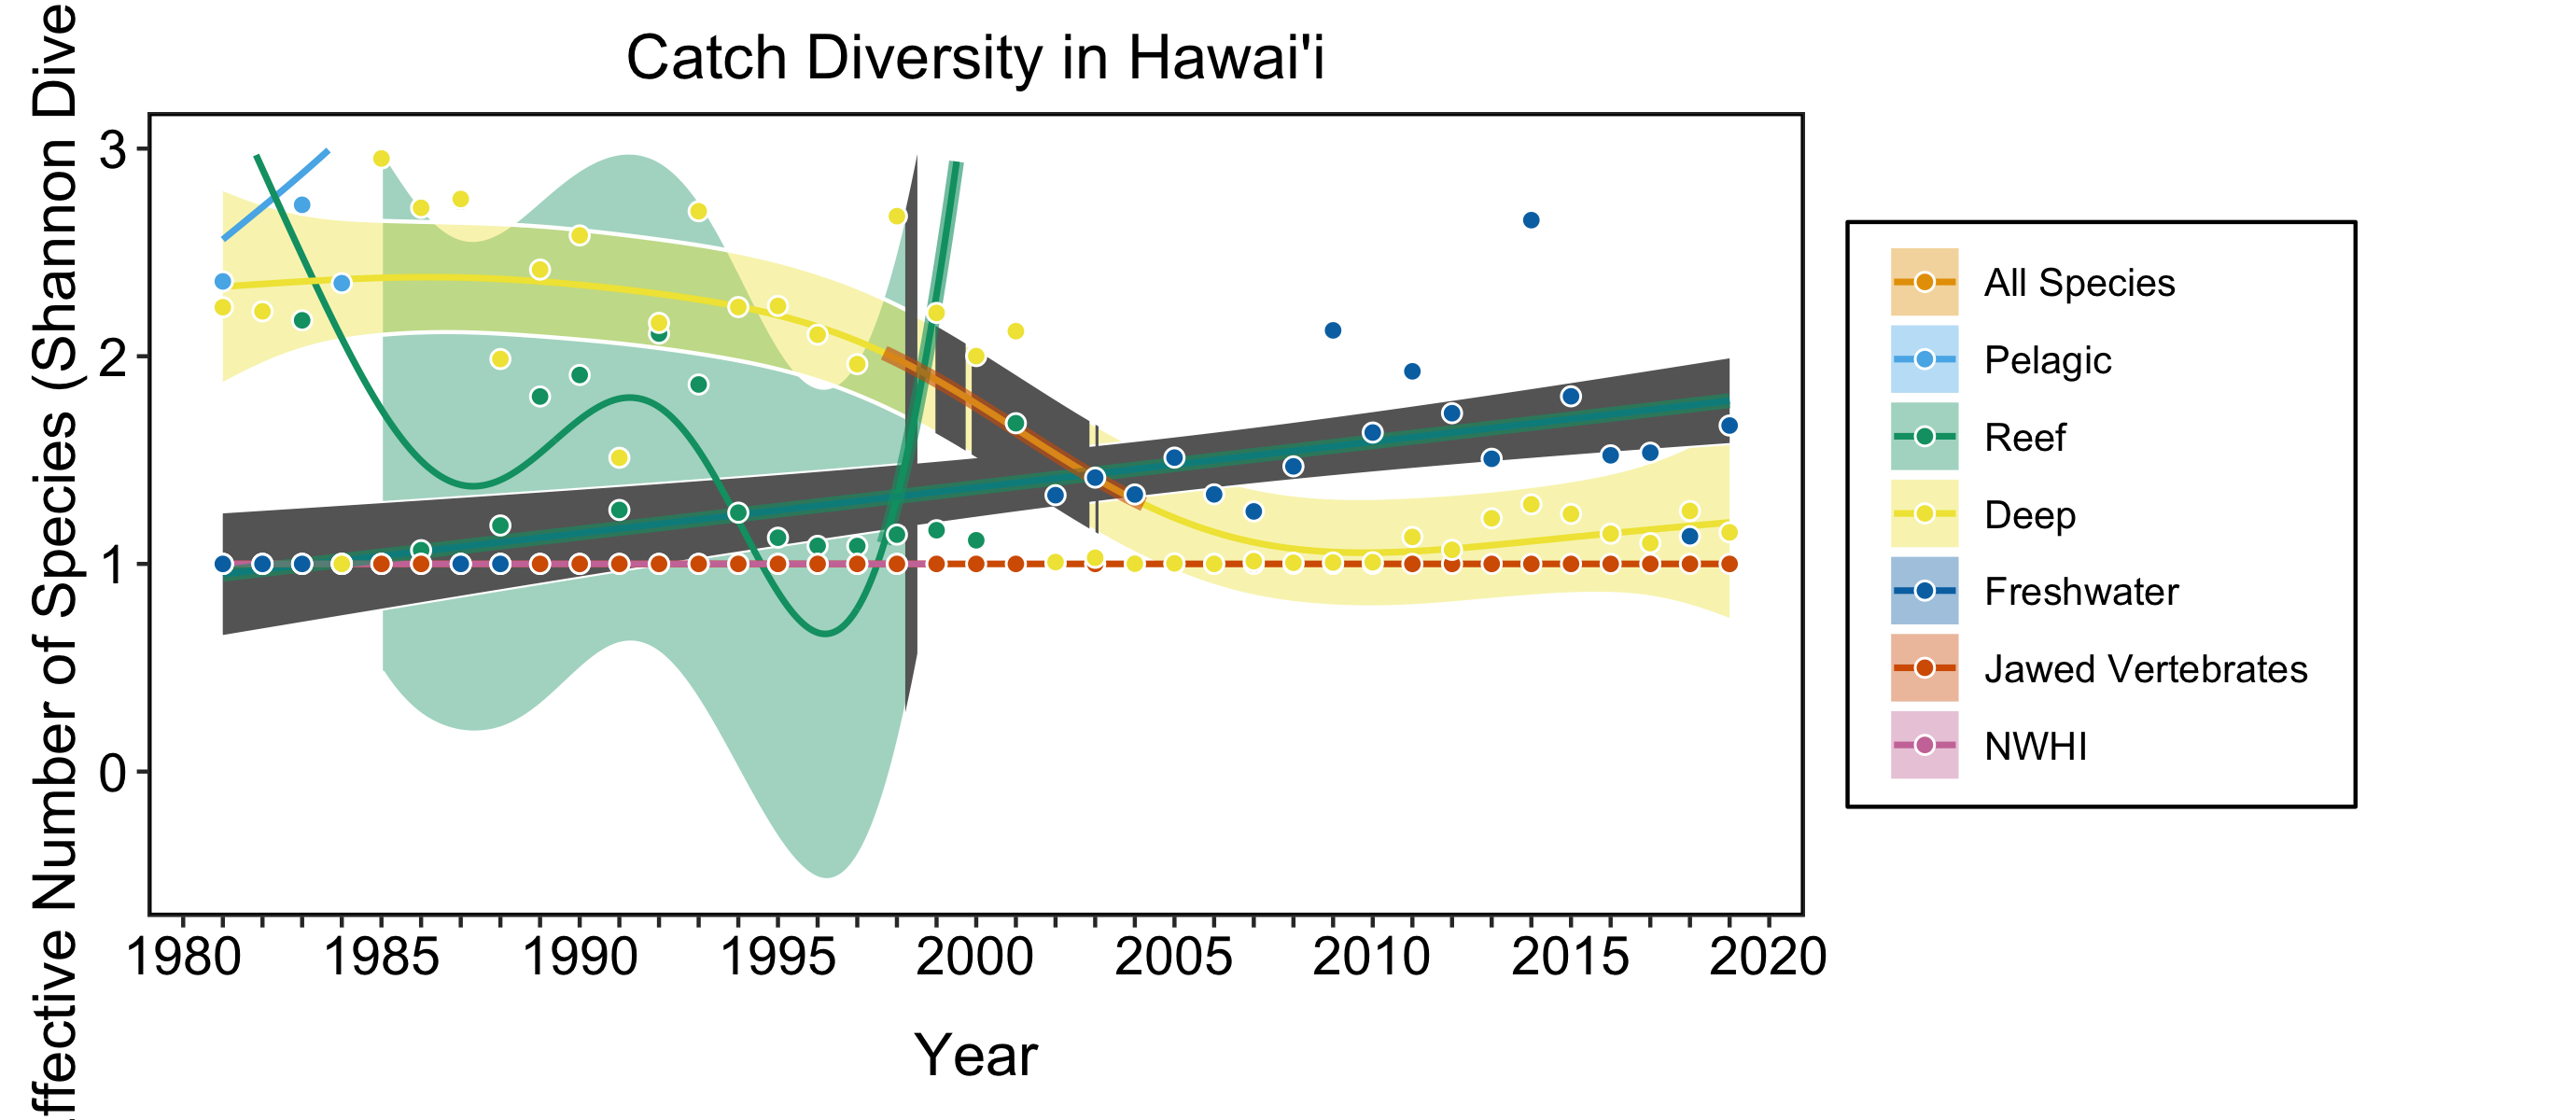 Catch Diversity in Hawai'i
ffective Number of Species (Shannon Dive
3
2
1
0
1980 1985 1990 1995 2000 2005 2010 2015 2020
Year
All Species
Pelagic
Reef
Deep
Freshwater
Jawed Vertebrates
NWHI